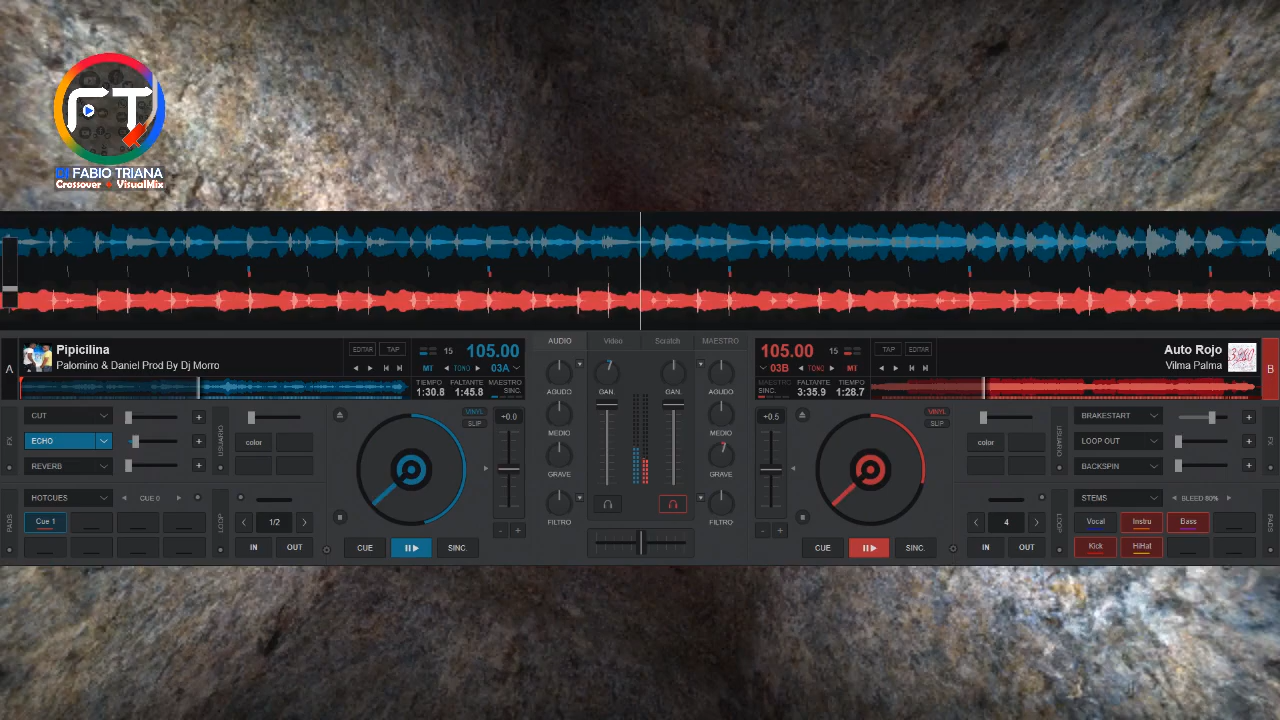 FT
DJ FABIO TRIANA
Crossover VisualMix
A
Pipicilina
Palomino & Daniel Prod By Dj Morro
EDITAR TAP
15 105.00
MT TONO 03A
TIEMPO FALTANTE MAESTRO
1:30.8 1:45.8 SINC.
AUDIO Video Scratch MAESTRO
105.00 15
03B TONO MT
MAESTRO TIEMPO FALTANTE
SINC. 3:35.9 1:28.7
TAP EDITAR
Auto Rojo
Vilma Palma
B
FX
CUT
ECHO
REVERB
USUARIO
color
VINYL
SLIP
+0.0
GAN. GAN.
AGUDO AGUDO
MEDIO MEDIO
GRAVE GRAVE
FILTRO FILTRO
+0.5
VINYL
SLIP
color
USUARIO
BRAKESTART
LOOP OUT
BACKSPIN
FX
PADS
HOTCUES CUE 0
Cue 1
LOOP
1/2
IN OUT
CUE SINC.
CUE SINC.
4
IN OUT
LOOP
STEMS BLEED 60%
Vocal Instru Bass
Kick HiHat
PADS